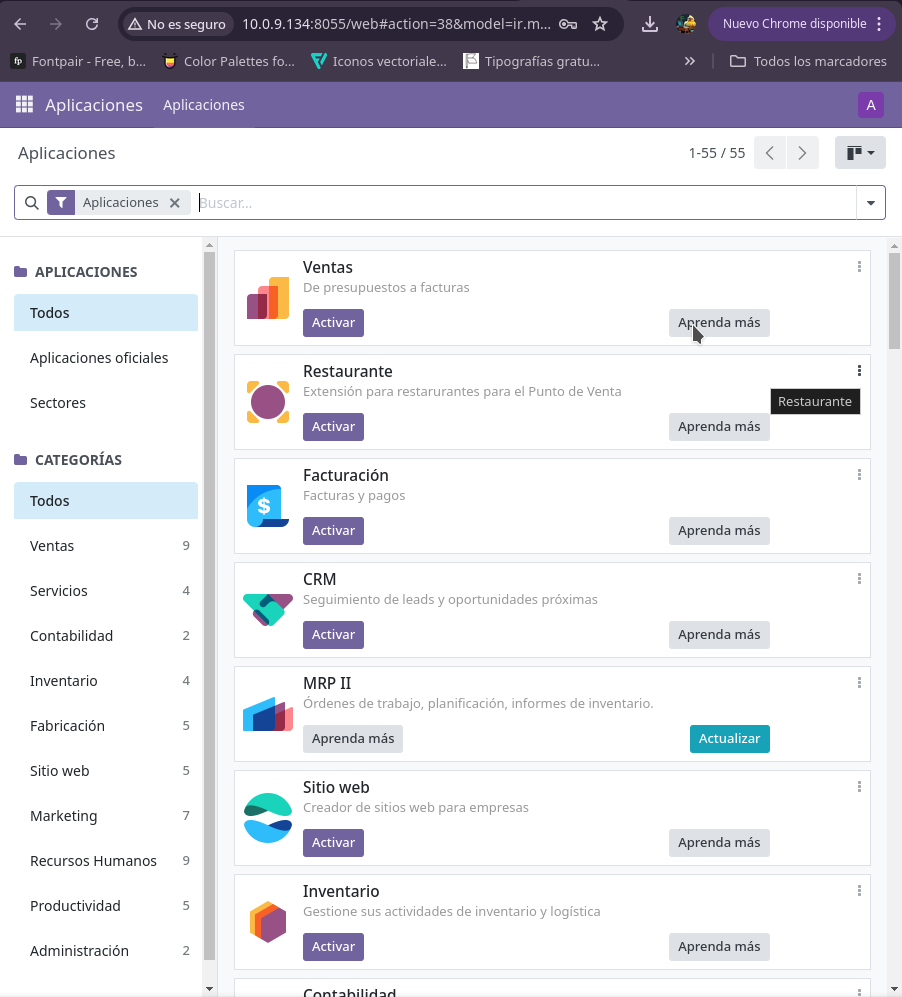 No es seguro
10.0.9.134:8055/web#action=38&model=ir.m...
Nuevo Chrome disponible
fp Fontpair - Free, b...
Color Palettes fo...
Iconos vectoriale...
Tipografías gratu...
Todos los marcadores
Aplicaciones
Aplicaciones
A
Aplicaciones
1-55 / 55
Aplicaciones
Buscar...
APLICACIONES
Todos
Aplicaciones oficiales
Sectores
CATEGORÍAS
Todos
Ventas 9
Servicios 4
Contabilidad 2
Inventario 4
Fabricación 5
Sitio web 5
Marketing 7
Recursos Humanos 9
Productividad 5
Administración 2
Ventas
De presupuestos a facturas
Activar
Aprenda más
Restaurante
Extensión para restarurantes para el Punto de Venta
Restaurante
Activar
Aprenda más
$
Facturación
Facturas y pagos
Activar
Aprenda más
CRM
Seguimiento de leads y oportunidades próximas
Activar
Aprenda más
MRP II
Órdenes de trabajo, planificación, informes de inventario.
Aprenda más
Actualizar
Sitio web
Creador de sitios web para empresas
Activar
Aprenda más
Inventario
Gestione sus actividades de inventario y logística
Activar
Aprenda más
Contabilidad